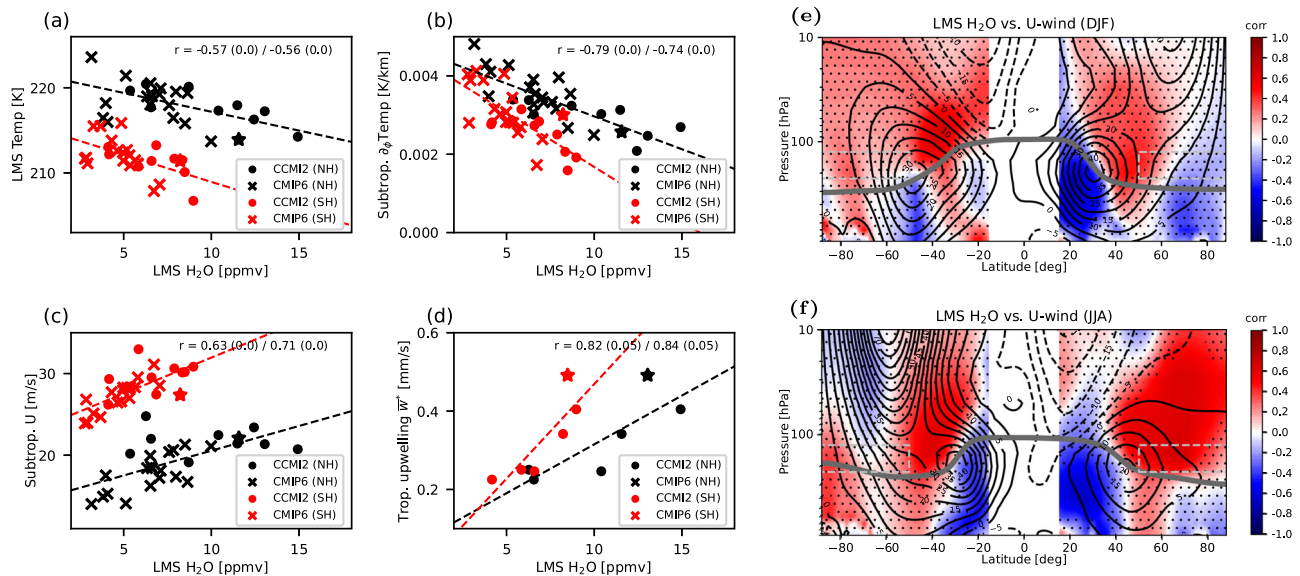 (a)
r = -0.57 (0.0) / -0.56 (0.0)
LMS Temp [K]
220
210
5
10
15
LMS H₂O [ppmv]
CCMI2 (NH)
CMIP6 (NH)
CCMI2 (SH)
CMIP6 (SH)
(b)
r = -0.79 (0.0) / -0.74 (0.0)
Subtrop. ∂ϕT [K/km]
0.004
0.002
0.000
5
10
15
LMS H₂O [ppmv]
CCMI2 (NH)
CMIP6 (NH)
CCMI2 (SH)
CMIP6 (SH)
(e)
LMS H₂O vs. U-wind (DJF)
corr
Pressure [hPa]
10
100
−80
−60
−40
−20
0
20
40
60
80
Latitude [deg]
1.0
0.8
0.6
0.4
0.2
0.0
-0.2
-0.4
-0.6
-0.8
-1.0
(c)
r = 0.63 (0.0) / 0.71 (0.0)
Subtrop. U [m/s]
30
20
5
10
15
LMS H₂O [ppmv]
CCMI2 (NH)
CMIP6 (NH)
CCMI2 (SH)
CMIP6 (SH)
(d)
r = 0.82 (0.05) / 0.84 (0.05)
Trop. upwelling w̄* [mm/s]
0.6
0.4
0.2
5
10
15
LMS H₂O [ppmv]
CCMI2 (NH)
CMIP6 (NH)
CCMI2 (SH)
CMIP6 (SH)
(f)
LMS H₂O vs. U-wind (JJA)
corr
Pressure [hPa]
10
100
−80
−60
−40
−20
0
20
40
60
80
Latitude [deg]
1.0
0.8
0.6
0.4
0.2
0.0
-0.2
-0.4
-0.6
-0.8
-1.0